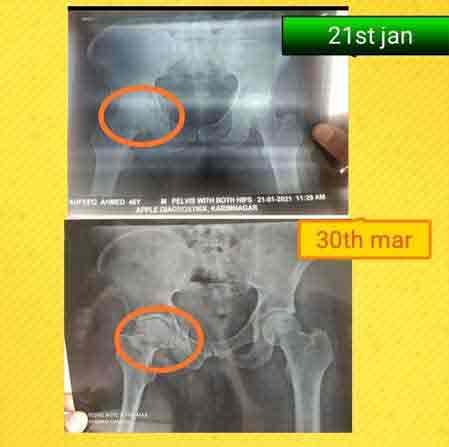 21st jan
AHMED 46Y M PELVIS WITH BOTH HIPS 21-01-2021 11:29 AM
APPLE DIAGNOSTICS, KARIMNAGAR
30th mar